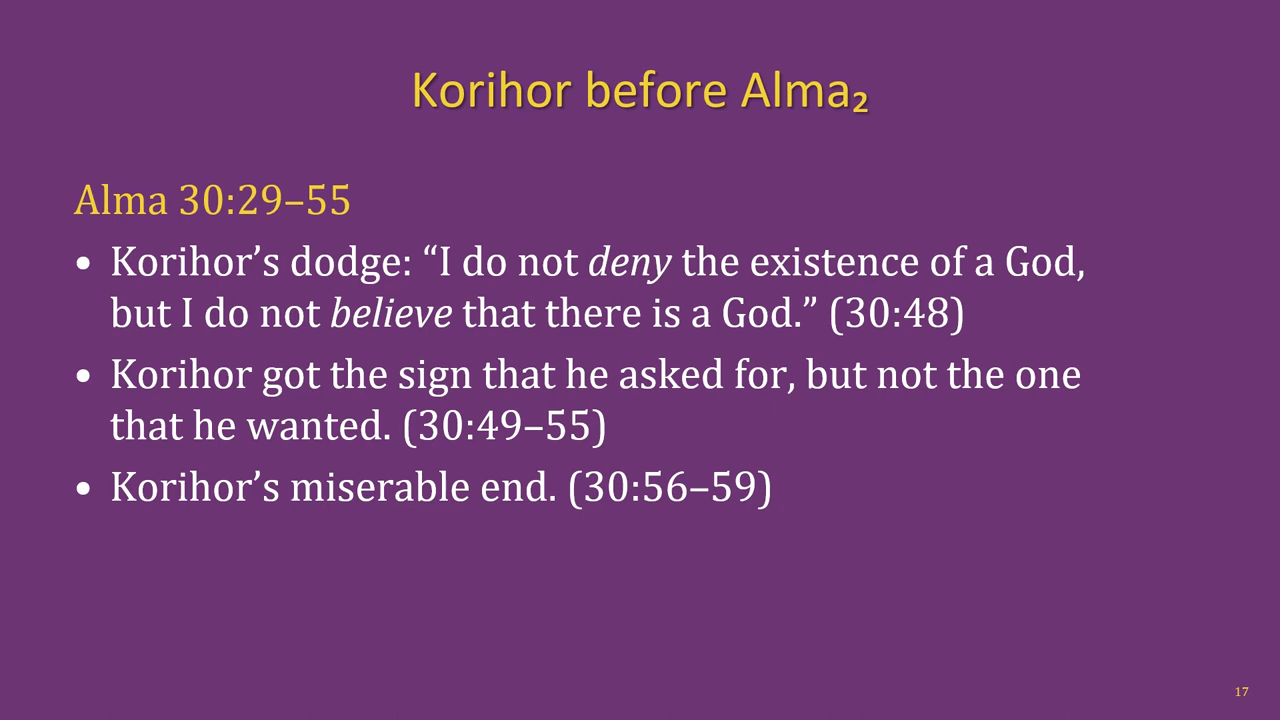 Korihor before Alma₂
Alma 30:29–55
• Korihor’s dodge: “I do not deny the existence of a God,
but I do not believe that there is a God.” (30:48)
• Korihor got the sign that he asked for, but not the one
that he wanted. (30:49–55)
• Korihor’s miserable end. (30:56–59)
17